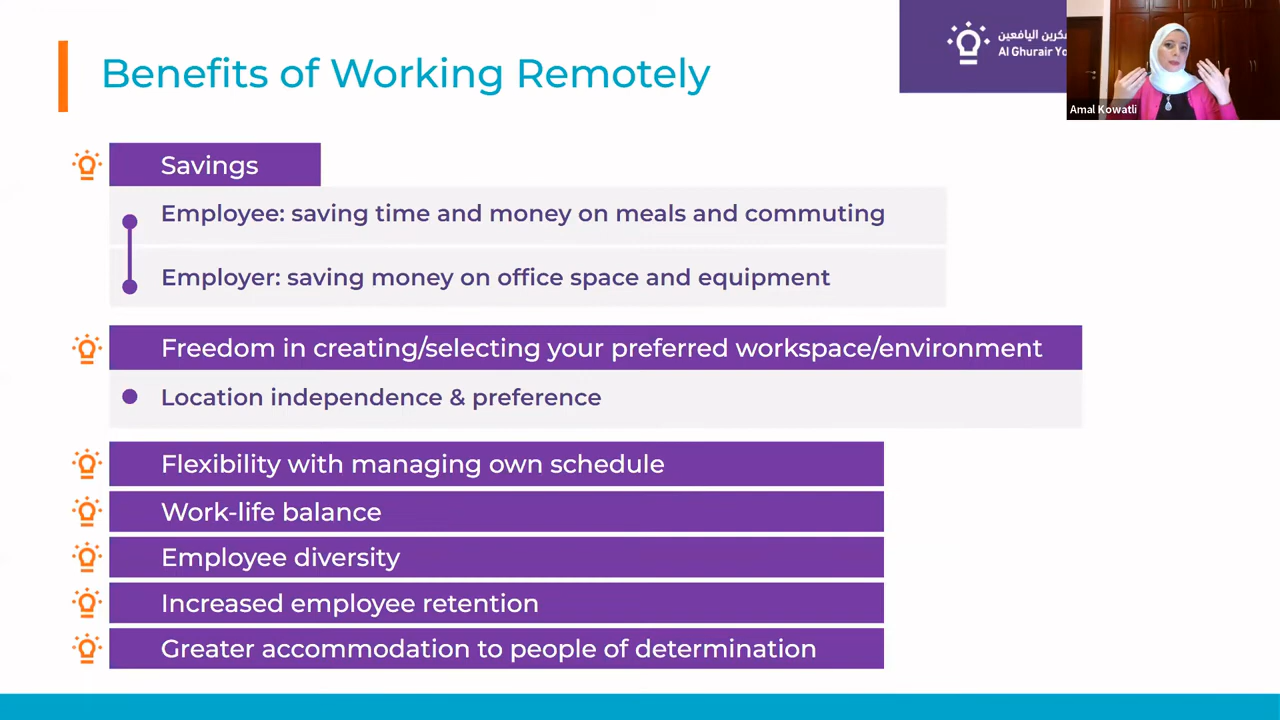 Benefits of Working Remotely
Al Ghurair
Amal Kowatli
Savings
Employee: saving time and money on meals and commuting
Employer: saving money on office space and equipment
Freedom in creating/selecting your preferred workspace/environment
Location independence & preference
Flexibility with managing own schedule
Work-life balance
Employee diversity
Increased employee retention
Greater accommodation to people of determination